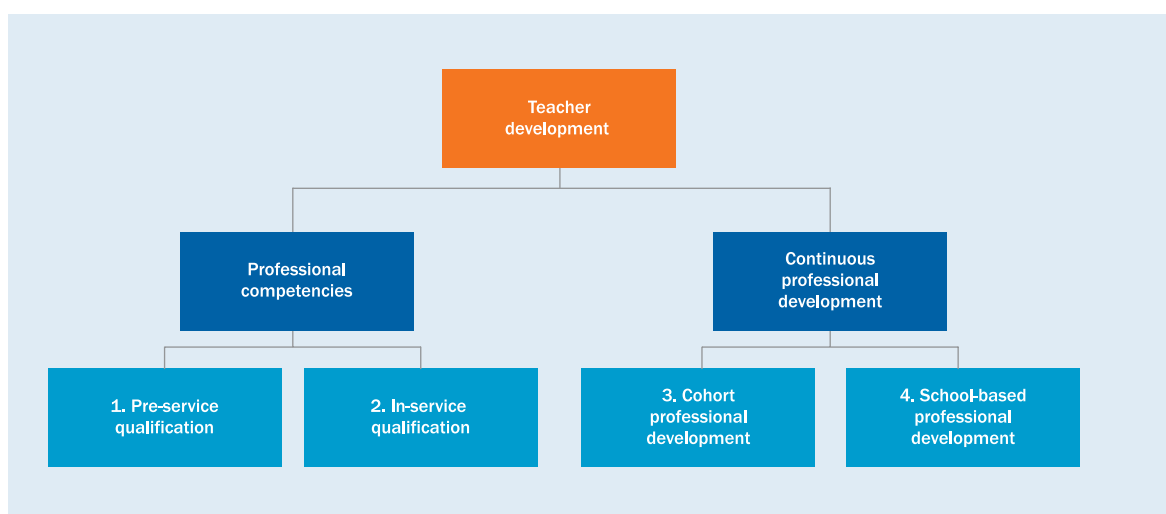 Teacher
development
Professional
competencies
Continuous
professional
development
1. Pre-service
qualification
2. In-service
qualification
3. Cohort
professional
development
4. School-based
professional
development